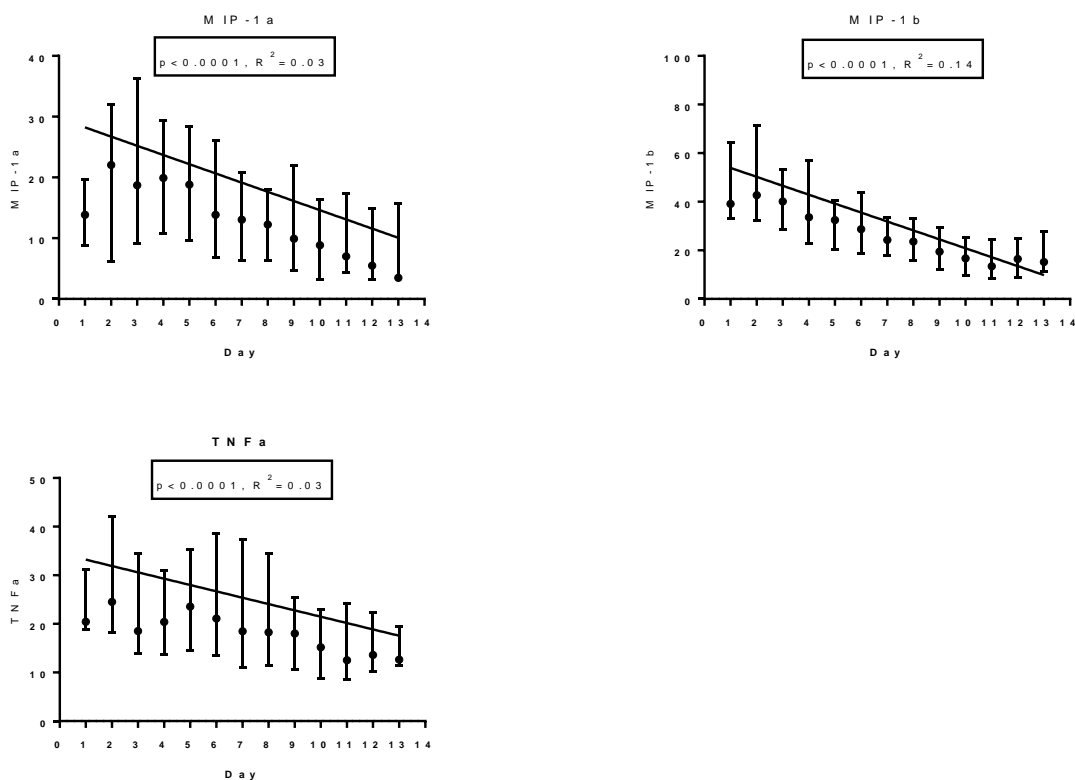 MIP-1a
p<0.0001, R²=0.03
40
30
20
10
0
MIP-1a
0 1 2 3 4 5 6 7 8 9 10 11 12 13 14
Day
MIP-1b
p<0.0001, R²=0.14
100
80
60
40
20
0
MIP-1b
0 1 2 3 4 5 6 7 8 9 10 11 12 13 14
Day
TNFa
p<0.0001, R²=0.03
50
40
30
20
10
0
TNFa
0 1 2 3 4 5 6 7 8 9 10 11 12 13 14
Day